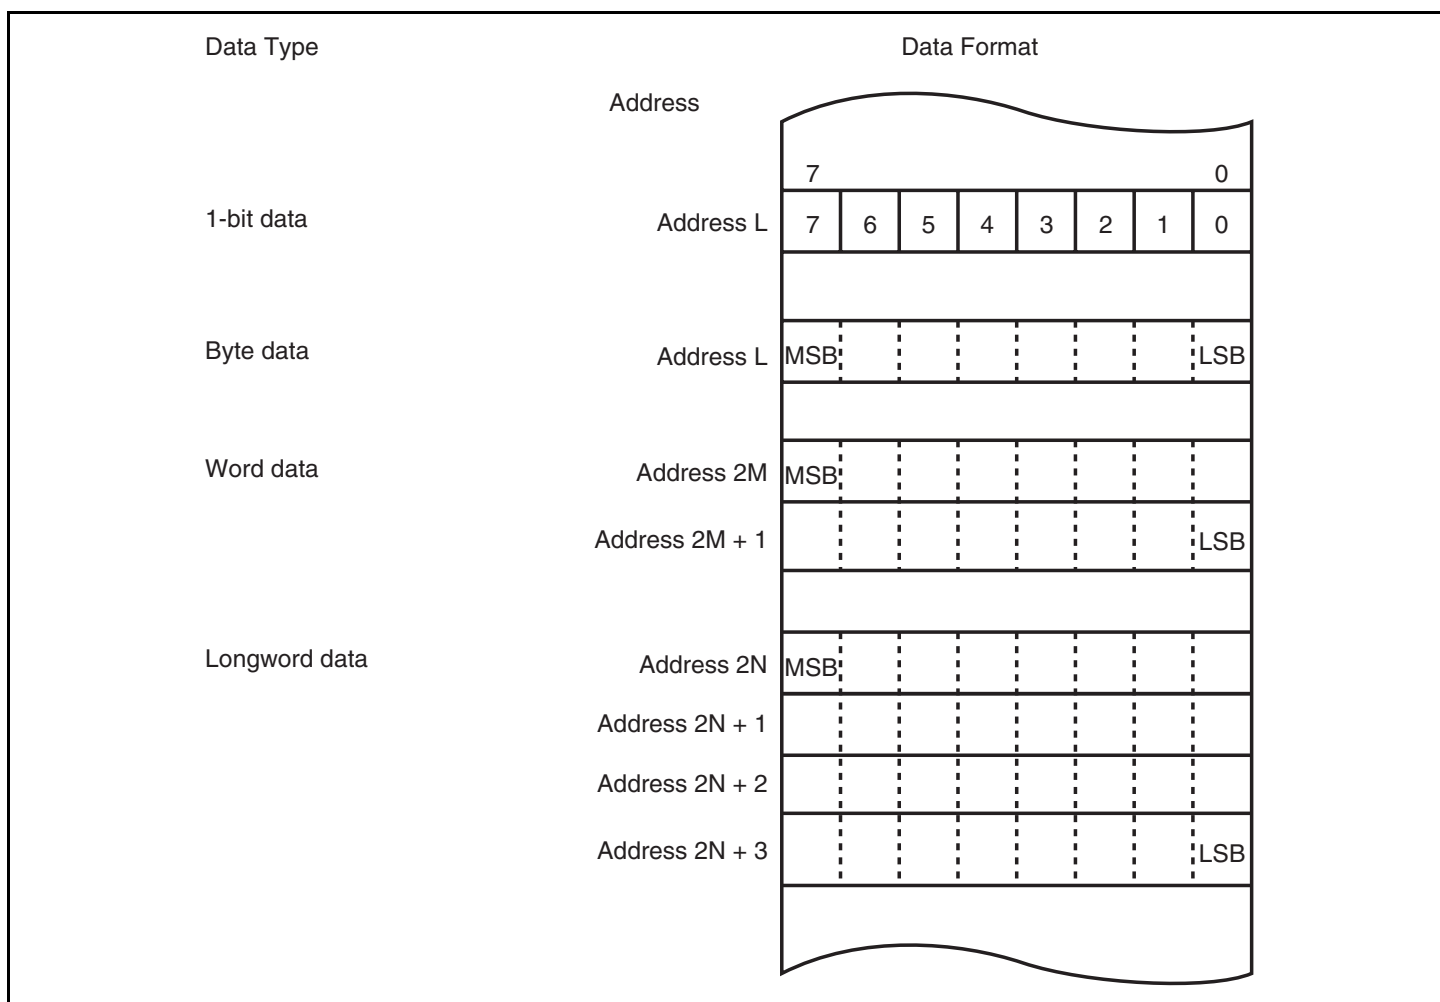 Data Type Data Format
Address
7 0
1-bit data Address L 7 6 5 4 3 2 1 0
Byte data Address L MSB LSB
Word data Address 2M MSB
Address 2M + 1 LSB
Longword data Address 2N MSB
Address 2N + 1
Address 2N + 2
Address 2N + 3 LSB